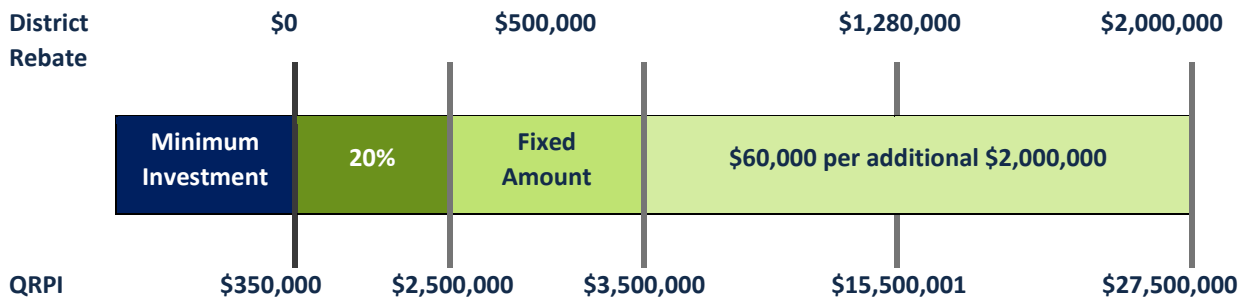 District Rebate $0 $500,000 $1,280,000 $2,000,000
Minimum Investment 20% Fixed Amount $60,000 per additional $2,000,000
QRPI $350,000 $2,500,000 $3,500,000 $15,500,001 $27,500,000